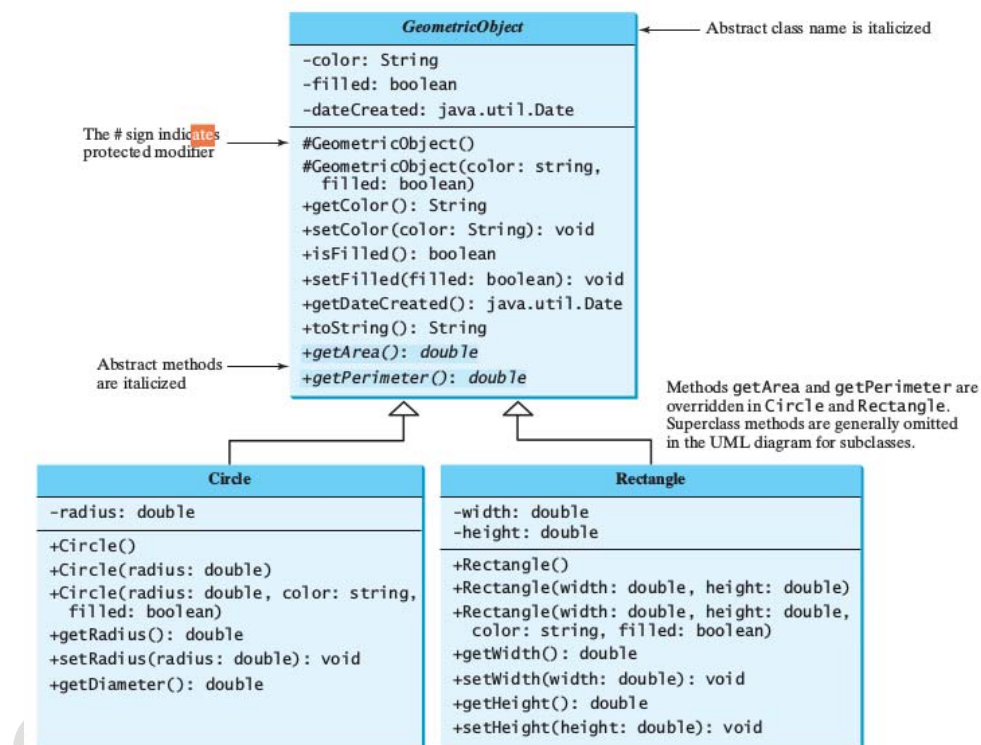 GeometricObject
Abstract class name is italicized
-color: String
-filled: boolean
-dateCreated: java.util.Date
The # sign indicates
protected modifier
#GeometricObject()
#GeometricObject(color: string,
filled: boolean)
+getColor(): String
+setColor(color: String): void
+isFilled(): boolean
+setFilled(filled: boolean): void
+getDateCreated(): java.util.Date
+toString(): String
+getArea(): double
+getPerimeter(): double
Abstract methods
are italicized
Methods getArea and getPerimeter are
overridden in Circle and Rectangle.
Superclass methods are generally omitted
in the UML diagram for subclasses.
Circle
-radius: double
+Circle()
+Circle(radius: double)
+Circle(radius: double, color: string,
filled: boolean)
+getRadius(): double
+setRadius(radius: double): void
+getDiameter(): double
Rectangle
-width: double
-height: double
+Rectangle()
+Rectangle(width: double, height: double)
+Rectangle(width: double, height: double,
color: string, filled: boolean)
+getWidth(): double
+setWidth(width: double): void
+getHeight(): double
+setHeight(height: double): void